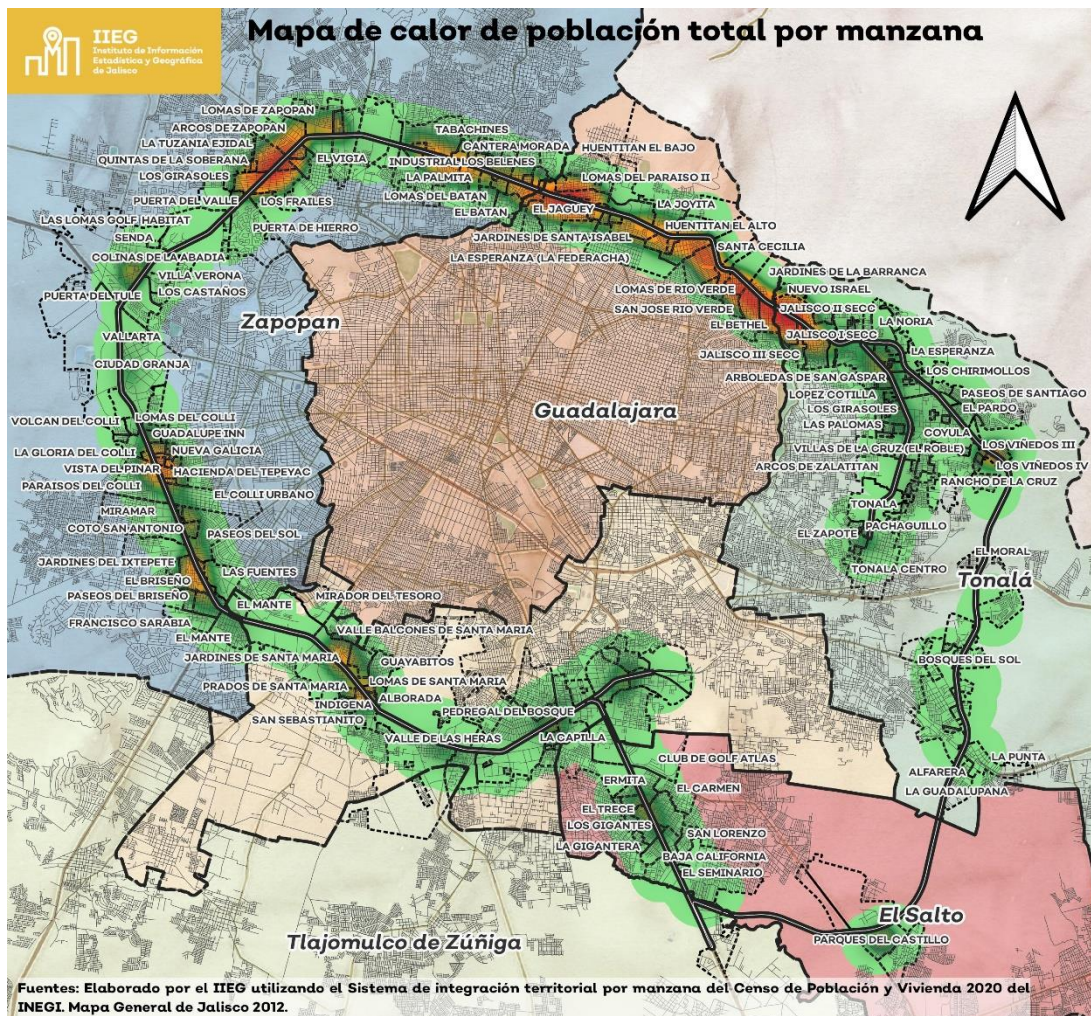 IIEG
Instituto de Información
Estadística y Geográfica
de Jalisco
Mapa de calor de población total por manzana
LOMAS DE ZAPOPAN
ARCOS DE ZAPOPAN
LA TUZANIA EJIDAL
QUINTAS DE LA SOBERANA
LOS GIRASOLES
PUERTA DEL VALLE
EL VIGIA
LOS FRAILES
PUERTA DE HIERRO
TABACHINES
CANTERA MORADA
INDUSTRIAL LOS BELENES
LA PALMITA
LOMAS DEL BATAN
EL BATAN
EL JAGUEY
HUENTITAN EL BAJO
LOMAS DEL PARAISO II
LA JOYITA
HUENTITAN EL ALTO
SANTA CECILIA
JARDINES DE SANTA ISABEL
LA ESPERANZA (LA FEDERACHA)
LAS LOMAS GOLF HABITAT
SENDA
COLINAS DE LA ABADIA
VILLA VERONA
LOS CASTAÑOS
PUERTA DEL TULE
Zapopan
VALLARTA
CIUDAD GRANJA
JARDINES DE LA BARRANCA
NUEVO ISRAEL
LOMAS DE RIO VERDE
SAN JOSE RIO VERDE
EL BETHEL
JALISCO II SECC
JALISCO I SECC
JALISCO III SECC
LA NORIA
LA ESPERANZA
LOS CHIRIMOLLOS
ARBOLEDAS DE SAN GASPAR
LOPEZ COTILLA
LOS GIRASOLES
LAS PALOMAS
PASEOS DE SANTIAGO
EL PARDO
COYULA
LOS VIÑEDOS III
VILLAS DE LA CRUZ (EL ROBLE)
LOS VIÑEDOS IV
ARCOS DE ZALATITAN
RANCHO DE LA CRUZ
Guadalajara
VOLCAN DEL COLLI
LOMAS DEL COLLI
GUADALUPE INN
LA GLORIA DEL COLLI
NUEVA GALICIA
VISTA DEL PINAR
HACIENDA DEL TEPEYAC
PARAISOS DEL COLLI
EL COLLI URBANO
MIRAMAR
COTO SAN ANTONIO
PASEOS DEL SOL
TONALA
PACHAGUILLO
EL ZAPOTE
TONALA CENTRO
EL MORAL
Tonalá
JARDINES DEL IXTEPETE
EL BRISEÑO
LAS FUENTES
PASEOS DEL BRISEÑO
EL MANTE
MIRADOR DEL TESORO
FRANCISCO SARABIA
EL MANTE
VALLE BALCONES DE SANTA MARIA
JARDINES DE SANTA MARIA
GUAYABITOS
LOMAS DE SANTA MARIA
PRADOS DE SANTA MARIA
ALBORADA
INDIGENA
PEDREGAL DEL BOSQUE
SAN SEBASTIANITO
VALLE DE LAS HERAS
LA CAPILLA
BOSQUES DEL SOL
CLUB DE GOLF ATLAS
LA PUNTA
ALFARERA
LA GUADALUPANA
ERMITA
EL CARMEN
EL TRECE
LOS GIGANTES
SAN LORENZO
LA GIGANTERA
BAJA CALIFORNIA
EL SEMINARIO
El Salto
PARQUES DEL CASTILLO
Tlajomulco de Zúñiga
Fuentes: Elaborado por el IIEG utilizando el Sistema de integración territorial por manzana del Censo de Población y Vivienda 2020 del
INEGI. Mapa General de Jalisco 2012.